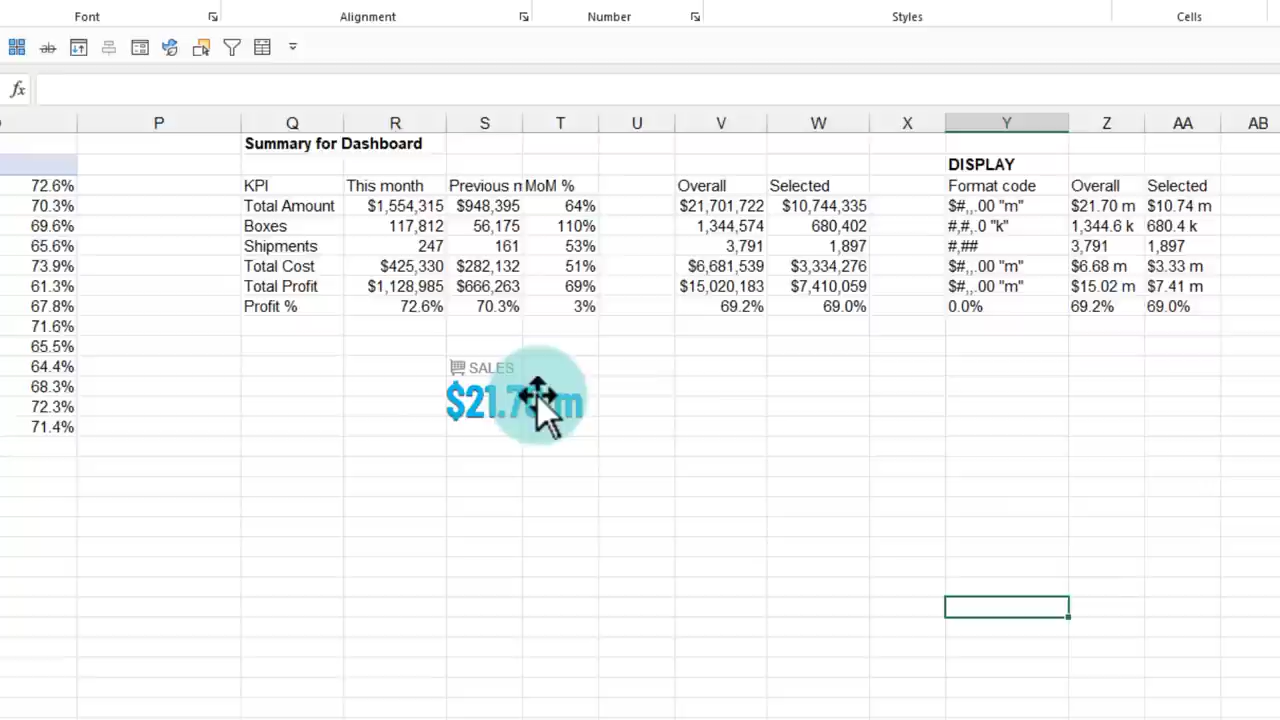 Font Alignment Number Styles Cells
ab
fx
P Q R S T U V W X Y Z AA AB
Summary for Dashboard
DISPLAY
72.6% KPI This month Previous n MoM % Overall Selected Format code Overall Selected
70.3% Total Amount $1,554,315 $948,395 64% $21,701,722 $10,744,335 $#,,.00 "m" $21.70 m $10.74 m
69.6% Boxes 117,812 56,175 110% 1,344,574 680,402 #,#,.0 "k" 1,344.6 k 680.4 k
65.6% Shipments 247 161 53% 3,791 1,897 #,## 3,791 1,897
73.9% Total Cost $425,330 $282,132 51% $6,681,539 $3,334,276 $#,,.00 "m" $6.68 m $3.33 m
61.3% Total Profit $1,128,985 $666,263 69% $15,020,183 $7,410,059 $#,,.00 "m" $15.02 m $7.41 m
67.8% Profit % 72.6% 70.3% 3% 69.2% 69.0% 0.0% 69.2% 69.0%
71.6%
65.5%
64.4% SALES
68.3%
72.3% m
71.4%